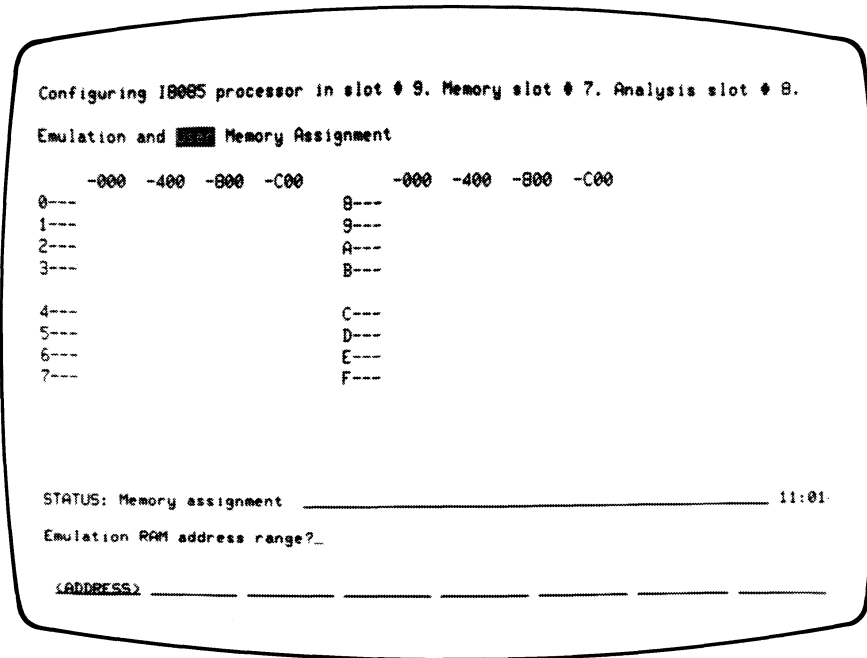 Configuring I8085 processor in slot # 9. Memory slot # 7. Analysis slot # 8.
Emulation and user Memory Assignment
-000 -400 -800 -C00 -000 -400 -800 -C00
0--- 8---
1--- 9---
2--- A---
3--- B---
4--- C---
5--- D---
6--- E---
7--- F---
STATUS: Memory assignment 11:01
Emulation RAM address range?_
<ADDRESS>